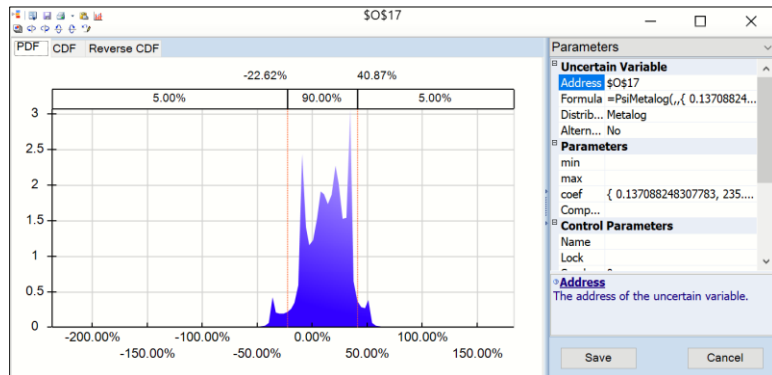 $O$17
PDF CDF Reverse CDF
-22.62% 40.87%
5.00% 90.00% 5.00%
3
2.5
2
1.5
1
0.5
0
-200.00% -100.00% 0.00% 100.00%
-150.00% -50.00% 50.00% 150.00%
Parameters
Uncertain Variable
Address $O$17
Formula =PsiMetalog(,,{ 0.13708824...
Distrib... Metalog
Altern... No
Parameters
min
max
coef { 0.137088248307783, 235....
Comp...
Control Parameters
Name
Lock
Address
The address of the uncertain variable.
Save Cancel